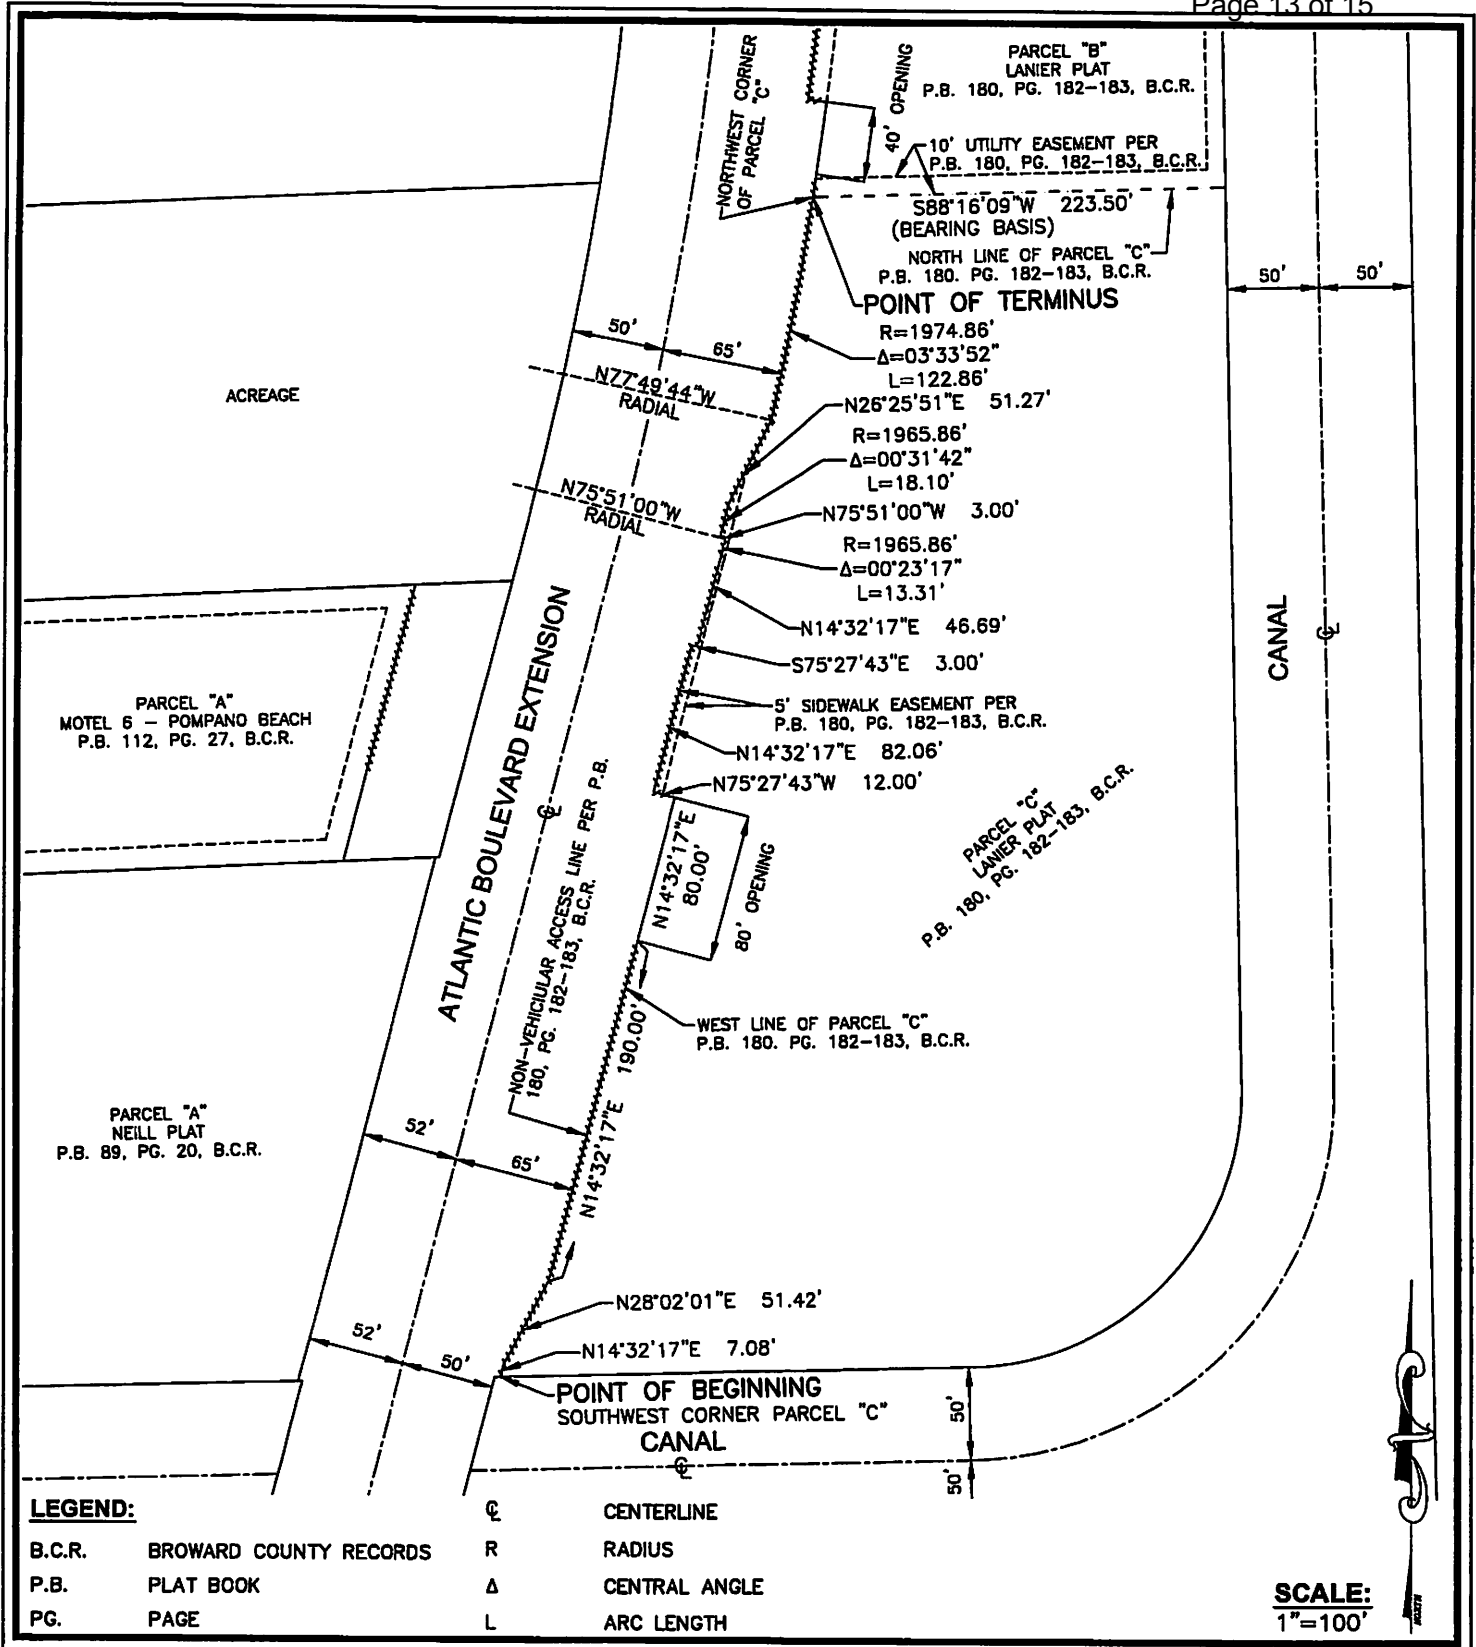 Page 13 of 15
NORTHWEST CORNER
OF PARCEL "C"
40' OPENING
PARCEL "B"
LANIER PLAT
P.B. 180, PG. 182-183, B.C.R.
10' UTILITY EASEMENT PER
P.B. 180, PG. 182-183, B.C.R.
S88°16'09"W 223.50'
(BEARING BASIS)
NORTH LINE OF PARCEL "C"
P.B. 180. PG. 182-183, B.C.R.
50'
50'
POINT OF TERMINUS
R=1974.86'
Δ=03°33'52"
L=122.86'
50'
65'
N77°49'44"W
RADIAL
ACREAGE
N26°25'51"E 51.27'
R=1965.86'
Δ=00°31'42"
L=18.10'
N75°51'00"W
RADIAL
N75°51'00"W 3.00'
R=1965.86'
Δ=00°23'17"
L=13.31'
N14°32'17"E 46.69'
S75°27'43"E 3.00'
CANAL
℄
PARCEL "A"
MOTEL 6 - POMPANO BEACH
P.B. 112, PG. 27, B.C.R.
ATLANTIC BOULEVARD EXTENSION
℄
5' SIDEWALK EASEMENT PER
P.B. 180, PG. 182-183, B.C.R.
N14°32'17"E 82.06'
N75°27'43"W 12.00'
NON-VEHICIULAR ACCESS LINE PER P.B.
180, PG. 182-183, B.C.R.
N14°32'17"E
80.00'
80' OPENING
PARCEL "C"
LANIER PLAT
P.B. 180, PG. 182-183, B.C.R.
WEST LINE OF PARCEL "C"
P.B. 180. PG. 182-183, B.C.R.
N14°32'17"E 190.00'
PARCEL "A"
NEILL PLAT
P.B. 89, PG. 20, B.C.R.
52'
65'
N28°02'01"E 51.42'
52'
50'
N14°32'17"E 7.08'
POINT OF BEGINNING
SOUTHWEST CORNER PARCEL "C"
CANAL
℄
50'
50'
LEGEND:
℄ CENTERLINE
B.C.R. BROWARD COUNTY RECORDS R RADIUS
P.B. PLAT BOOK Δ CENTRAL ANGLE
PG. PAGE L ARC LENGTH
SCALE:
1"=100'
NORTH